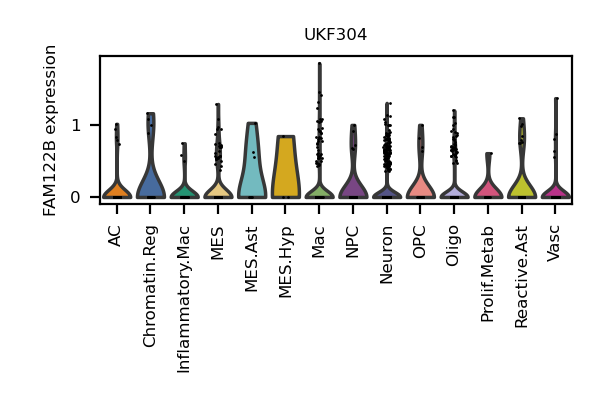 UKF304
FAM122B expression
1
0
AC
Chromatin.Reg
Inflammatory.Mac
MES
MES.Ast
MES.Hyp
Mac
NPC
Neuron
OPC
Oligo
Prolif.Metab
Reactive.Ast
Vasc